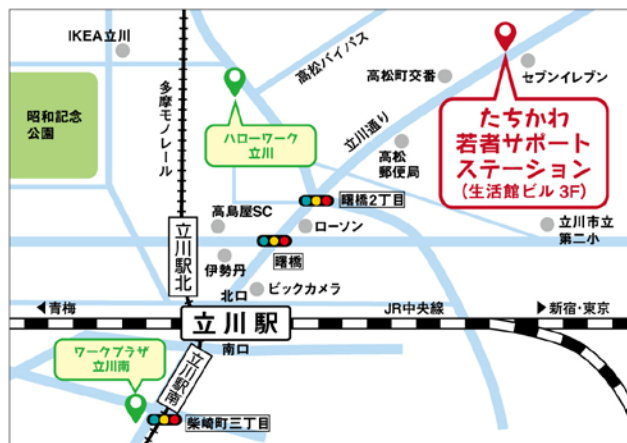 IKEA立川
高松バイパス
セブンイレブン
高松町交番
昭和記念
公園
多摩モノレール
ハローワーク
立川
立川通り
たちかわ
若者サポート
ステーション
(生活館ビル 3F)
高松
郵便局
曙橋2丁目
高島屋SC
ローソン
立川市立
第二小
立川駅北
曙橋
伊勢丹
北口
ビックカメラ
青梅
JR中央線
新宿・東京
立川駅
南口
ワークプラザ
立川南
立川駅南
柴崎町三丁目